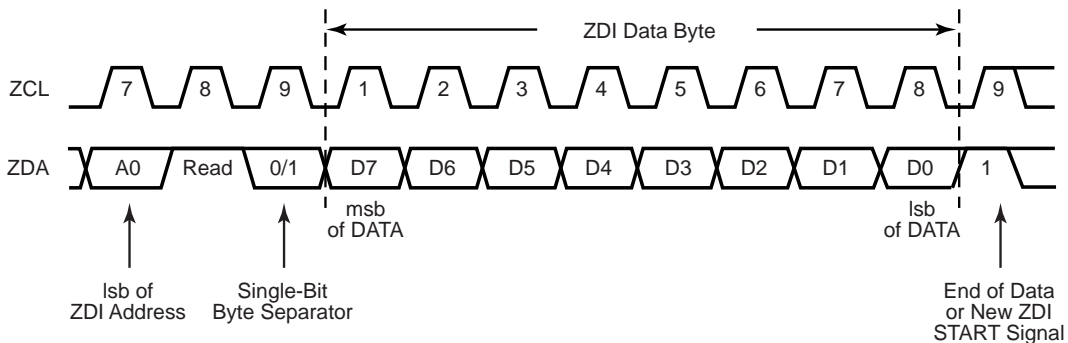 ZDI Data Byte
ZCL 7 8 9 1 2 3 4 5 6 7 8 9
ZDA A0 Read 0/1 D7 D6 D5 D4 D3 D2 D1 D0 1
msb
of DATA
lsb
of DATA
lsb of
ZDI Address
Single-Bit
Byte Separator
End of Data
or New ZDI
START Signal